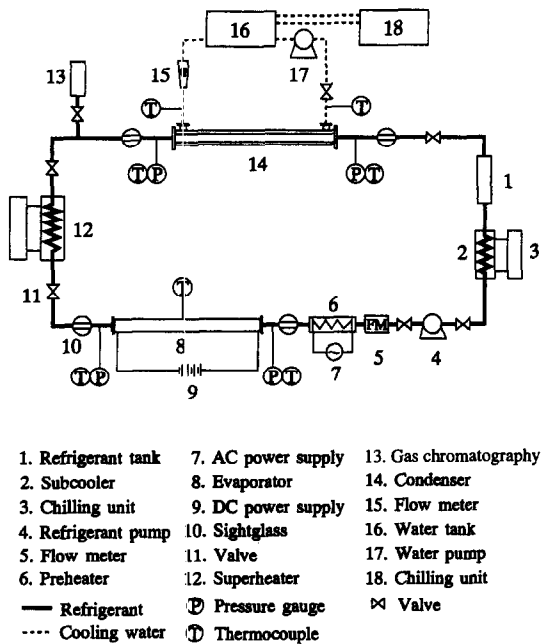 16
18
13
15
17
T
T
T P
14
P T
1
12
2
3
11
T
6
FM
10
8
5
4
T P
P T
7
9
1. Refrigerant tank 7. AC power supply 13. Gas chromatography
2. Subcooler 8. Evaporator 14. Condenser
3. Chilling unit 9. DC power supply 15. Flow meter
4. Refrigerant pump 10. Sightglass 16. Water tank
5. Flow meter 11. Valve 17. Water pump
6. Preheater 12. Superheater 18. Chilling unit
Refrigerant P Pressure gauge Valve
Cooling water T Thermocouple